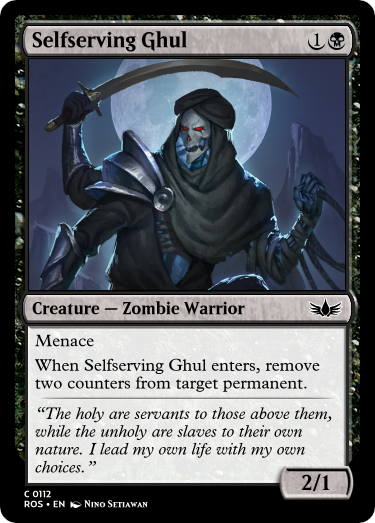 Selfserving Ghul 1
Creature — Zombie Warrior
Menace
When Selfserving Ghul enters, remove
two counters from target permanent.
“The holy are servants to those above them,
while the unholy are slaves to their own
nature. I lead my own life with my own
choices.”
2/1
C 0112
ROS • EN Nino Setiawan